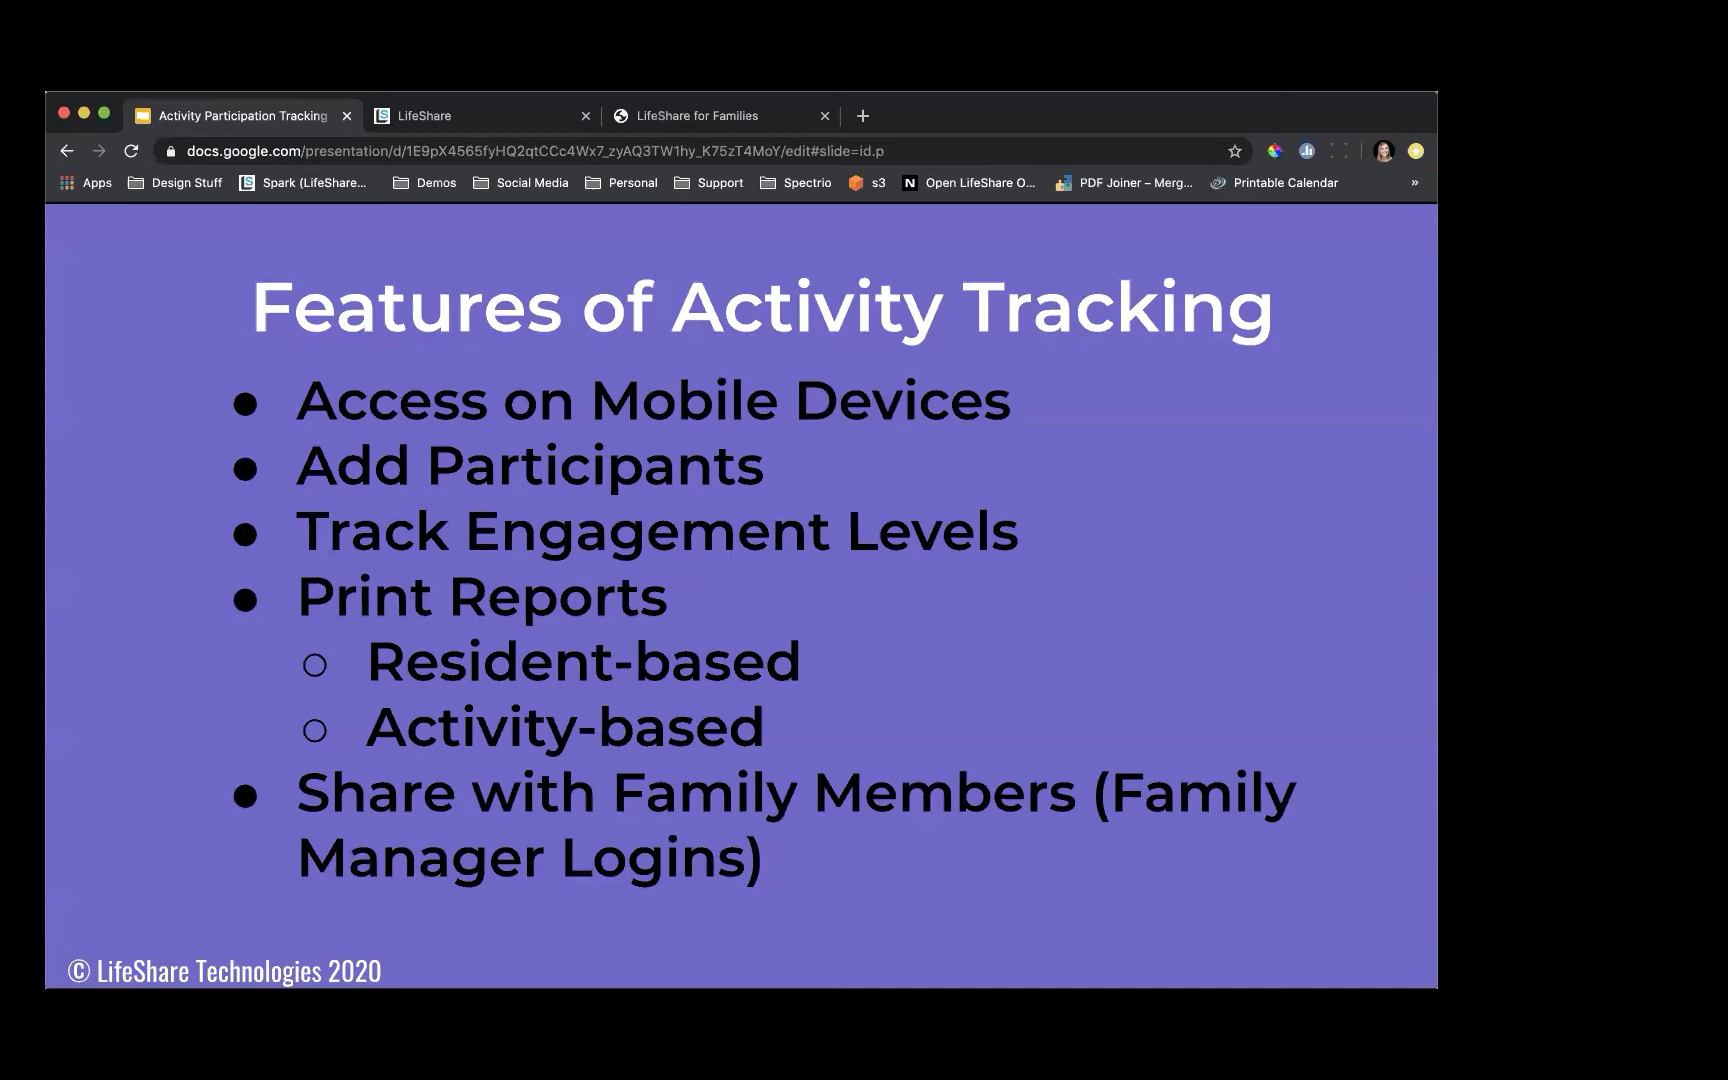 Activity Participation Tracking
LifeShare
LifeShare for Families
docs.google.com/presentation/d/1E9pX4565fyHQ2qtCCc4Wx7_zyAQ3TW1hy_K75zT4MoY/edit#slide=id.p
Apps
Design Stuff
Spark (LifeShare...
Demos
Social Media
Personal
Support
Spectrio
s3
Open LifeShare O...
PDF Joiner – Merg...
Printable Calendar
»
Features of Activity Tracking
● Access on Mobile Devices
● Add Participants
● Track Engagement Levels
● Print Reports
○ Resident-based
○ Activity-based
● Share with Family Members (Family
Manager Logins)
© LifeShare Technologies 2020